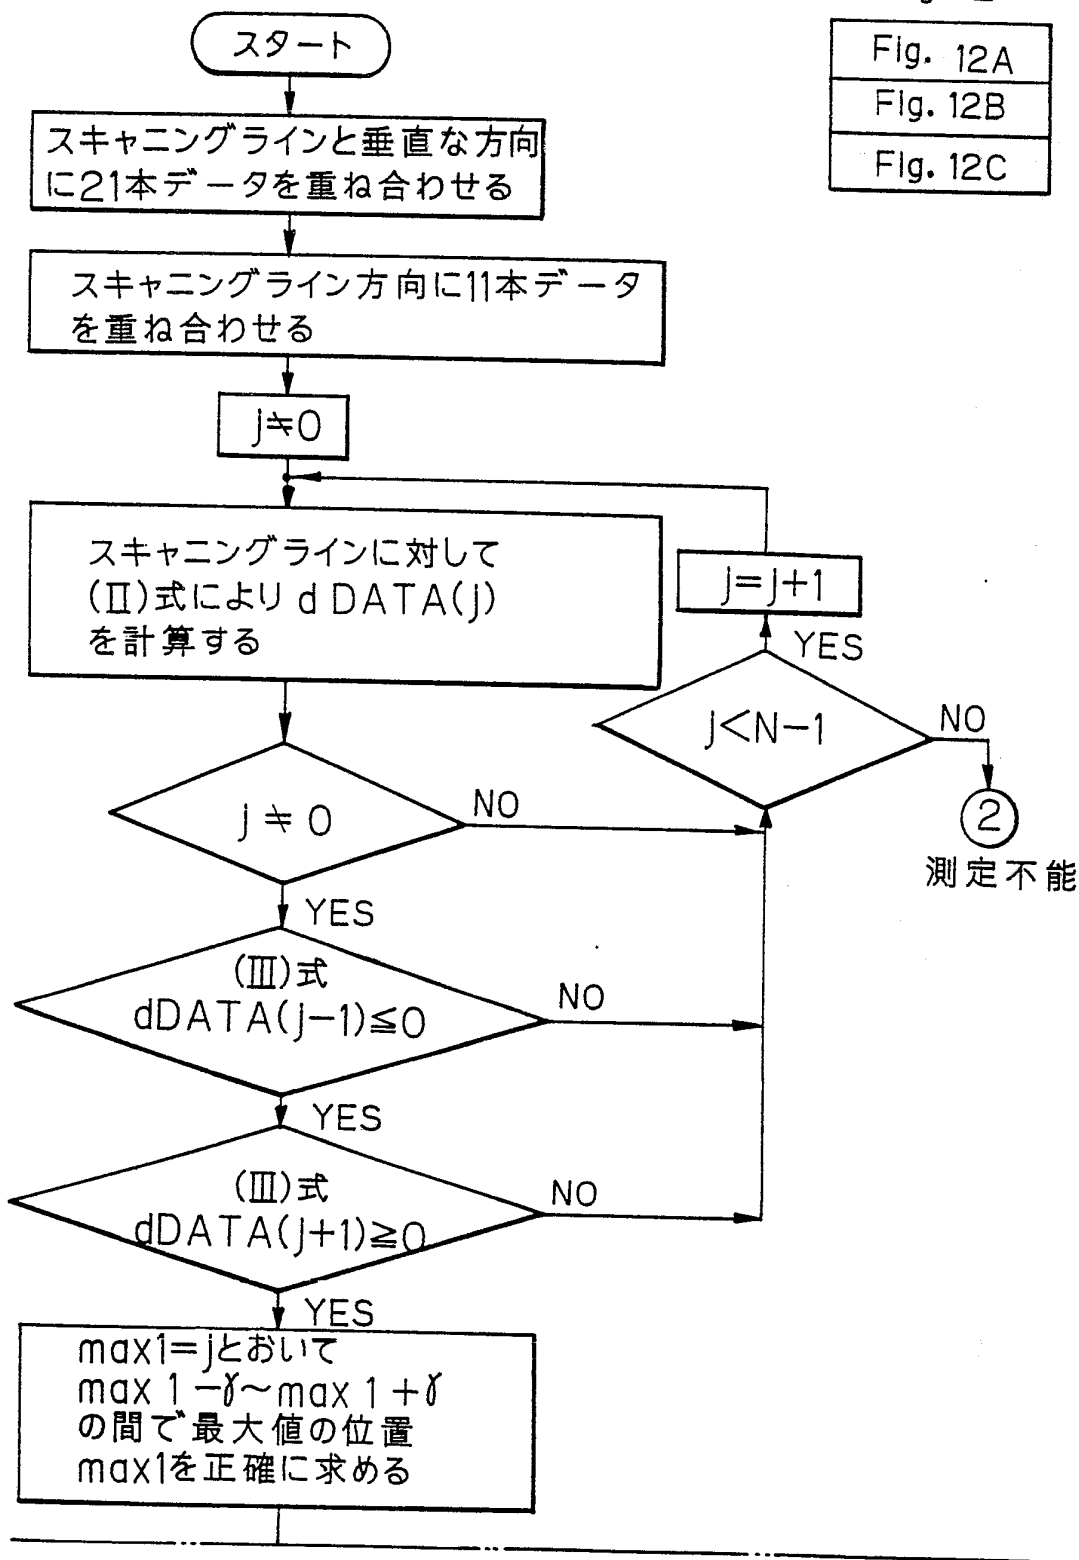 スタート
Fig. 12A
Fig. 12B
Fig. 12C
スキャニングラインと垂直な方向
に21本データを重ね合わせる
スキャニングライン方向に11本データ
を重ね合わせる
j≠0
スキャニングラインに対して
(II)式により d DATA(j)
を計算する
j=j+1
YES
j<N-1
NO
②
測定不能
j ≠ 0
NO
YES
(III)式
dDATA(j-1)≦0
NO
YES
(III)式
dDATA(j+1)≧0
NO
YES
max1=jとおいて
max 1 -γ~max 1 +γ
の間で最大値の位置
max1を正確に求める